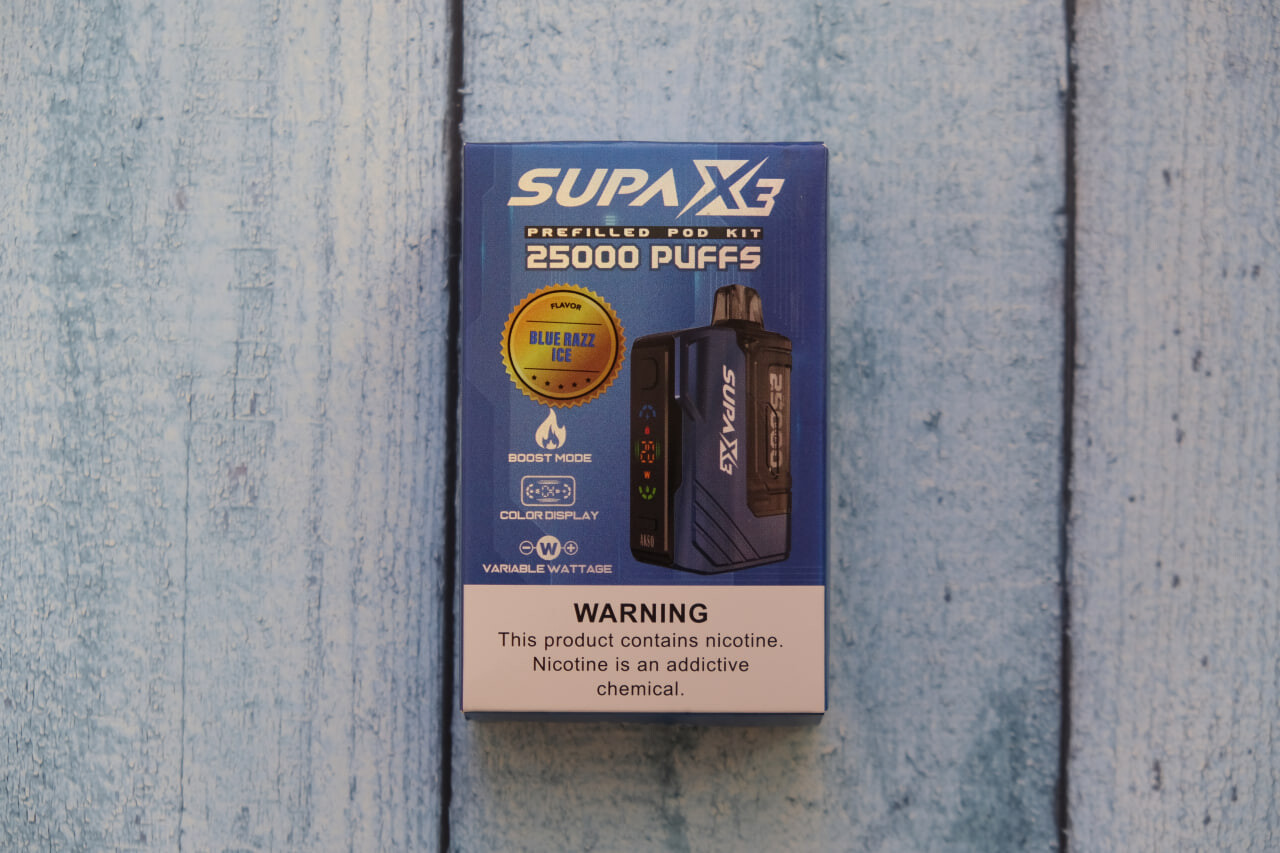 SUPA X3
PREFILLED POD KIT
25000 PUFFS
FLAVOR
BLUE RAZZ
ICE
BOOST MODE
COLOR DISPLAY
W
VARIABLE WATTAGE
SUPA X3
25000
20
W
WARNING
This product contains nicotine.
Nicotine is an addictive
chemical.